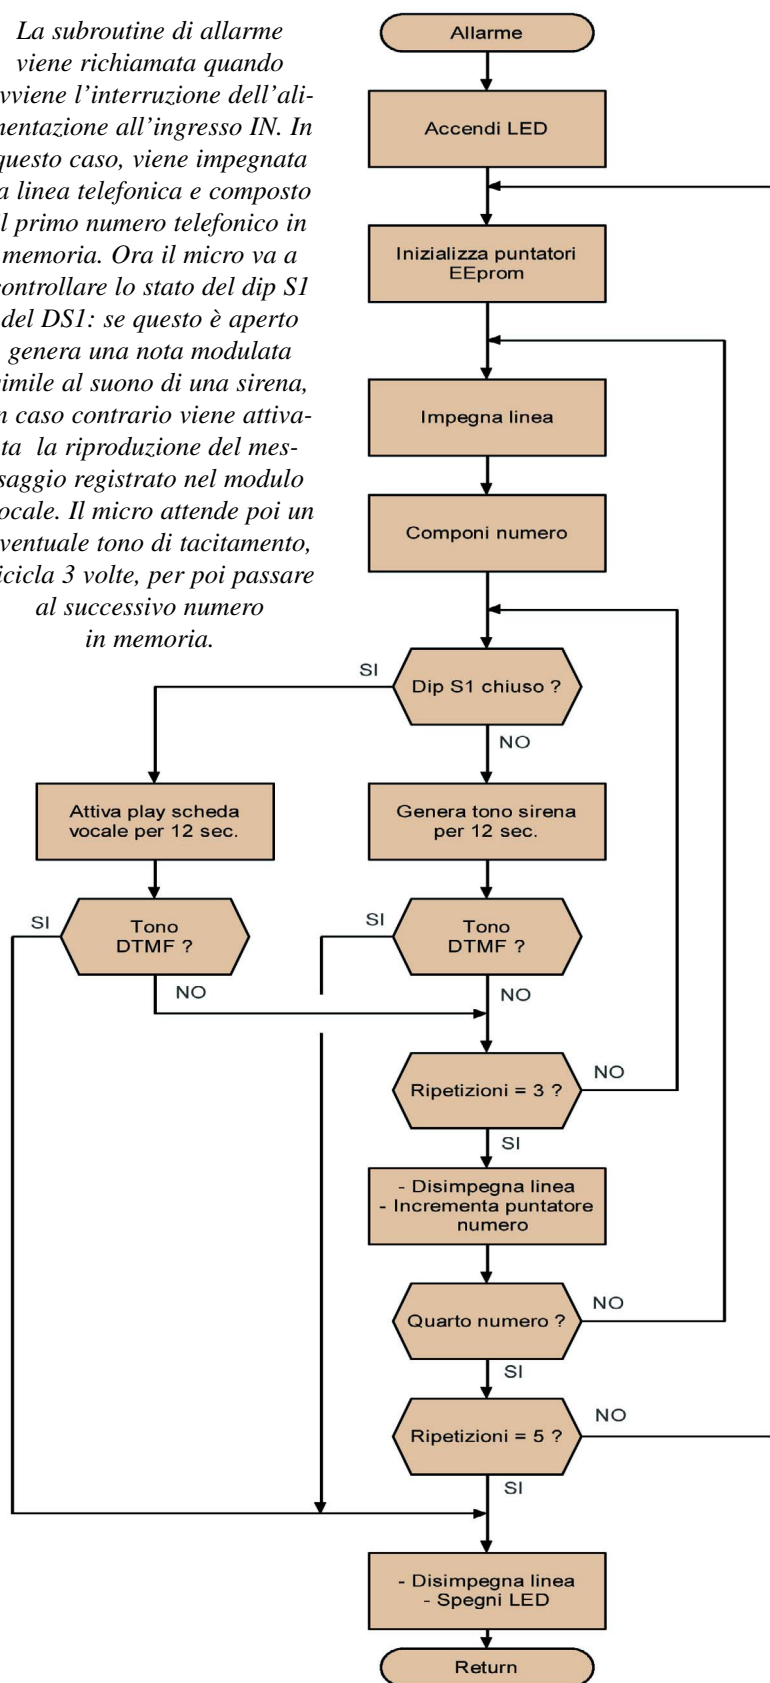 La subroutine di allarme
viene richiamata quando
vviene l'interruzione dell'ali-
mentazione all'ingresso IN. In
questo caso, viene impegnata
a linea telefonica e composto
l primo numero telefonico in
memoria. Ora il micro va a
controllare lo stato del dip S1
del DS1: se questo è aperto
genera una nota modulata
simile al suono di una sirena,
n caso contrario viene attiva-
ta la riproduzione del mes-
saggio registrato nel modulo
ocale. Il micro attende poi un
ventuale tono di tacitamento,
icicla 3 volte, per poi passare
al successivo numero
in memoria.
Allarme
Accendi LED
Inizializza puntatori
EEprom
Impegna linea
Componi numero
SI
Dip S1 chiuso ?
NO
Attiva play scheda
vocale per 12 sec.
Genera tono sirena
per 12 sec.
SI
Tono
DTMF ?
NO
SI
Tono
DTMF ?
NO
Ripetizioni = 3 ?
NO
SI
- Disimpegna linea
- Incrementa puntatore
numero
Quarto numero ?
NO
SI
Ripetizioni = 5 ?
NO
SI
- Disimpegna linea
- Spegni LED
Return